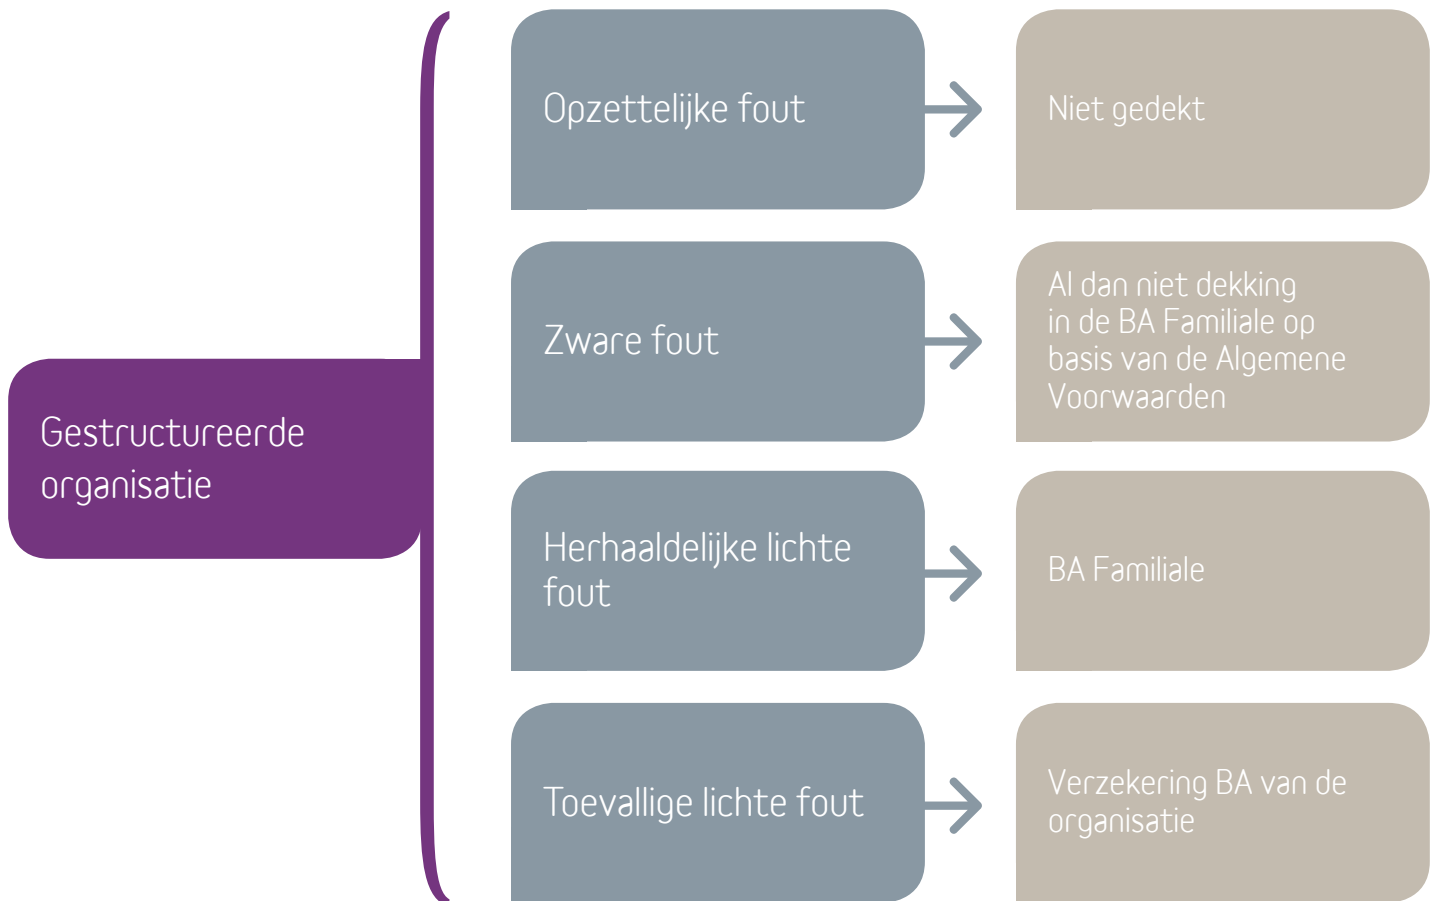 Gestructureerde
organisatie
Opzettelijke fout
Niet gedekt
Zware fout
Al dan niet dekking
in de BA Familiale op
basis van de Algemene
Voorwaarden
Herhaaldelijke lichte
fout
BA Familiale
Toevallige lichte fout
Verzekering BA van de
organisatie